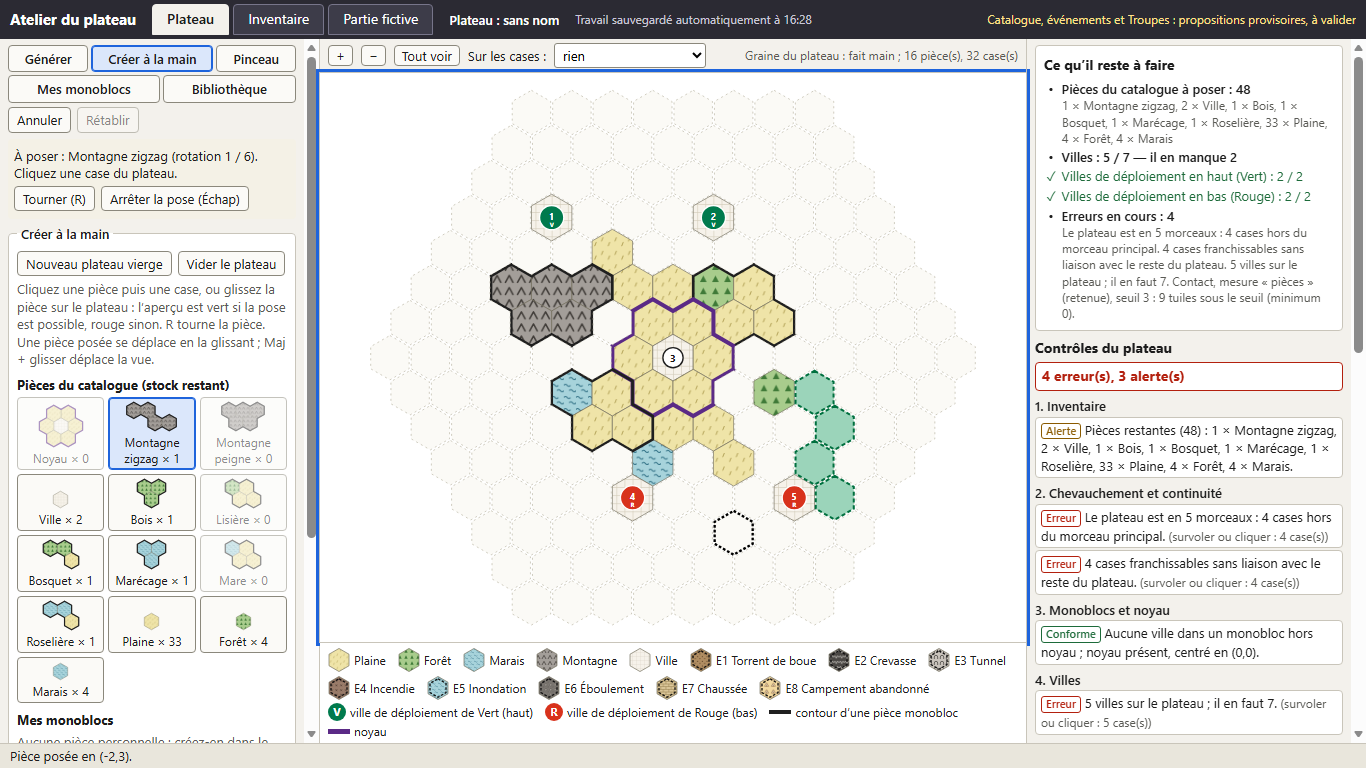 Atelier du plateau
Plateau
Inventaire
Partie fictive
Plateau : sans nom
Travail sauvegardé automatiquement à 16:28
Catalogue, événements et Troupes : propositions provisoires, à valider
Générer
Créer à la main
Pinceau
Mes monoblocs
Bibliothèque
Annuler
Rétablir
À poser : Montagne zigzag (rotation 1 / 6).
Cliquez une case du plateau.
Tourner (R)
Arrêter la pose (Échap)
Créer à la main
Nouveau plateau vierge
Vider le plateau
Cliquez une pièce puis une case, ou glissez la
pièce sur le plateau : l’aperçu est vert si la pose
est possible, rouge sinon. R tourne la pièce.
Une pièce posée se déplace en la glissant ; Maj
+ glisser déplace la vue.
Pièces du catalogue (stock restant)
Noyau × 0
Montagne
zigzag × 1
Montagne
peigne × 0
Ville × 2
Bois × 1
Lisière × 0
Bosquet × 1
Marécage × 1
Mare × 0
Roselière × 1
Plaine × 33
Forêt × 4
Marais × 4
Mes monoblocs
Aucune pièce personnelle : créez-en dans le
+
−
Tout voir
Sur les cases :
rien
Graine du plateau : fait main ; 16 pièce(s), 32 case(s)
1
V
2
V
3
4
R
5
R
Plaine
Forêt
Marais
Montagne
Ville
E1 Torrent de boue
E2 Crevasse
E3 Tunnel
E4 Incendie
E5 Inondation
E6 Éboulement
E7 Chaussée
E8 Campement abandonné
V ville de déploiement de Vert (haut)
R ville de déploiement de Rouge (bas)
contour d’une pièce monobloc
noyau
Ce qu’il reste à faire
• Pièces du catalogue à poser : 48
1 × Montagne zigzag, 2 × Ville, 1 × Bois, 1 ×
Bosquet, 1 × Marécage, 1 × Roselière, 33 × Plaine,
4 × Forêt, 4 × Marais
• Villes : 5 / 7 — il en manque 2
✓ Villes de déploiement en haut (Vert) : 2 / 2
✓ Villes de déploiement en bas (Rouge) : 2 / 2
• Erreurs en cours : 4
Le plateau est en 5 morceaux : 4 cases hors du
morceau principal. 4 cases franchissables sans
liaison avec le reste du plateau. 5 villes sur le
plateau ; il en faut 7. Contact, mesure « pièces »
(retenue), seuil 3 : 9 tuiles sous le seuil (minimum
0).
Contrôles du plateau
4 erreur(s), 3 alerte(s)
1. Inventaire
Alerte Pièces restantes (48) : 1 × Montagne zigzag,
2 × Ville, 1 × Bois, 1 × Bosquet, 1 × Marécage, 1 ×
Roselière, 33 × Plaine, 4 × Forêt, 4 × Marais.
2. Chevauchement et continuité
Erreur Le plateau est en 5 morceaux : 4 cases hors
du morceau principal. (survoler ou cliquer : 4 case(s))
Erreur 4 cases franchissables sans liaison avec le
reste du plateau. (survoler ou cliquer : 4 case(s))
3. Monoblocs et noyau
Conforme Aucune ville dans un monobloc hors
noyau ; noyau présent, centré en (0,0).
4. Villes
Erreur 5 villes sur le plateau ; il en faut 7. (survoler
ou cliquer : 5 case(s))
Pièce posée en (-2,3).